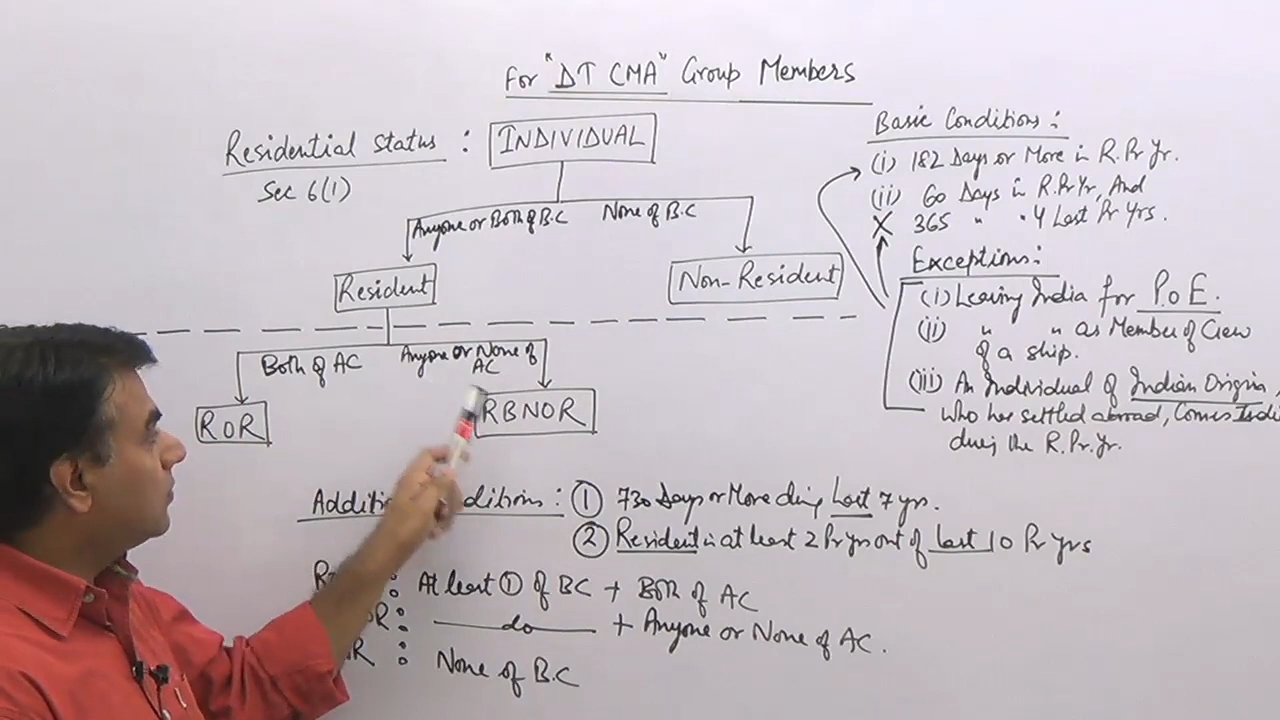 For "DT CMA" Group Members
Residential Status :
Sec 6(1)
INDIVIDUAL
Anyone or Both of B.C
None of B.C
Resident
Non-Resident
Both of AC
Anyone or None of
AC
ROR
RBNOR
Basic Conditions :
(i) 182 Days or More in R.Pr Yr.
(ii) 60 Days in R.Pr Yr, And
X 365 " " 4 Last Pr Yrs.
Exceptions :
(i) Leaving India for P.o E.
(ii) " " as Member of Crew
of a ship.
(iii) An Individual of Indian Origin,
who has settled abroad, Comes Indi
during the R.Pr.Yr.
Additi ditions : ① 730 Days or More during Last 7 yrs.
② Resident in at least 2 Pr Yrs out of last 10 Pr yrs
R : At least ① of BC + Both of AC
R : do + Anyone or None of AC.
R : None of B.C